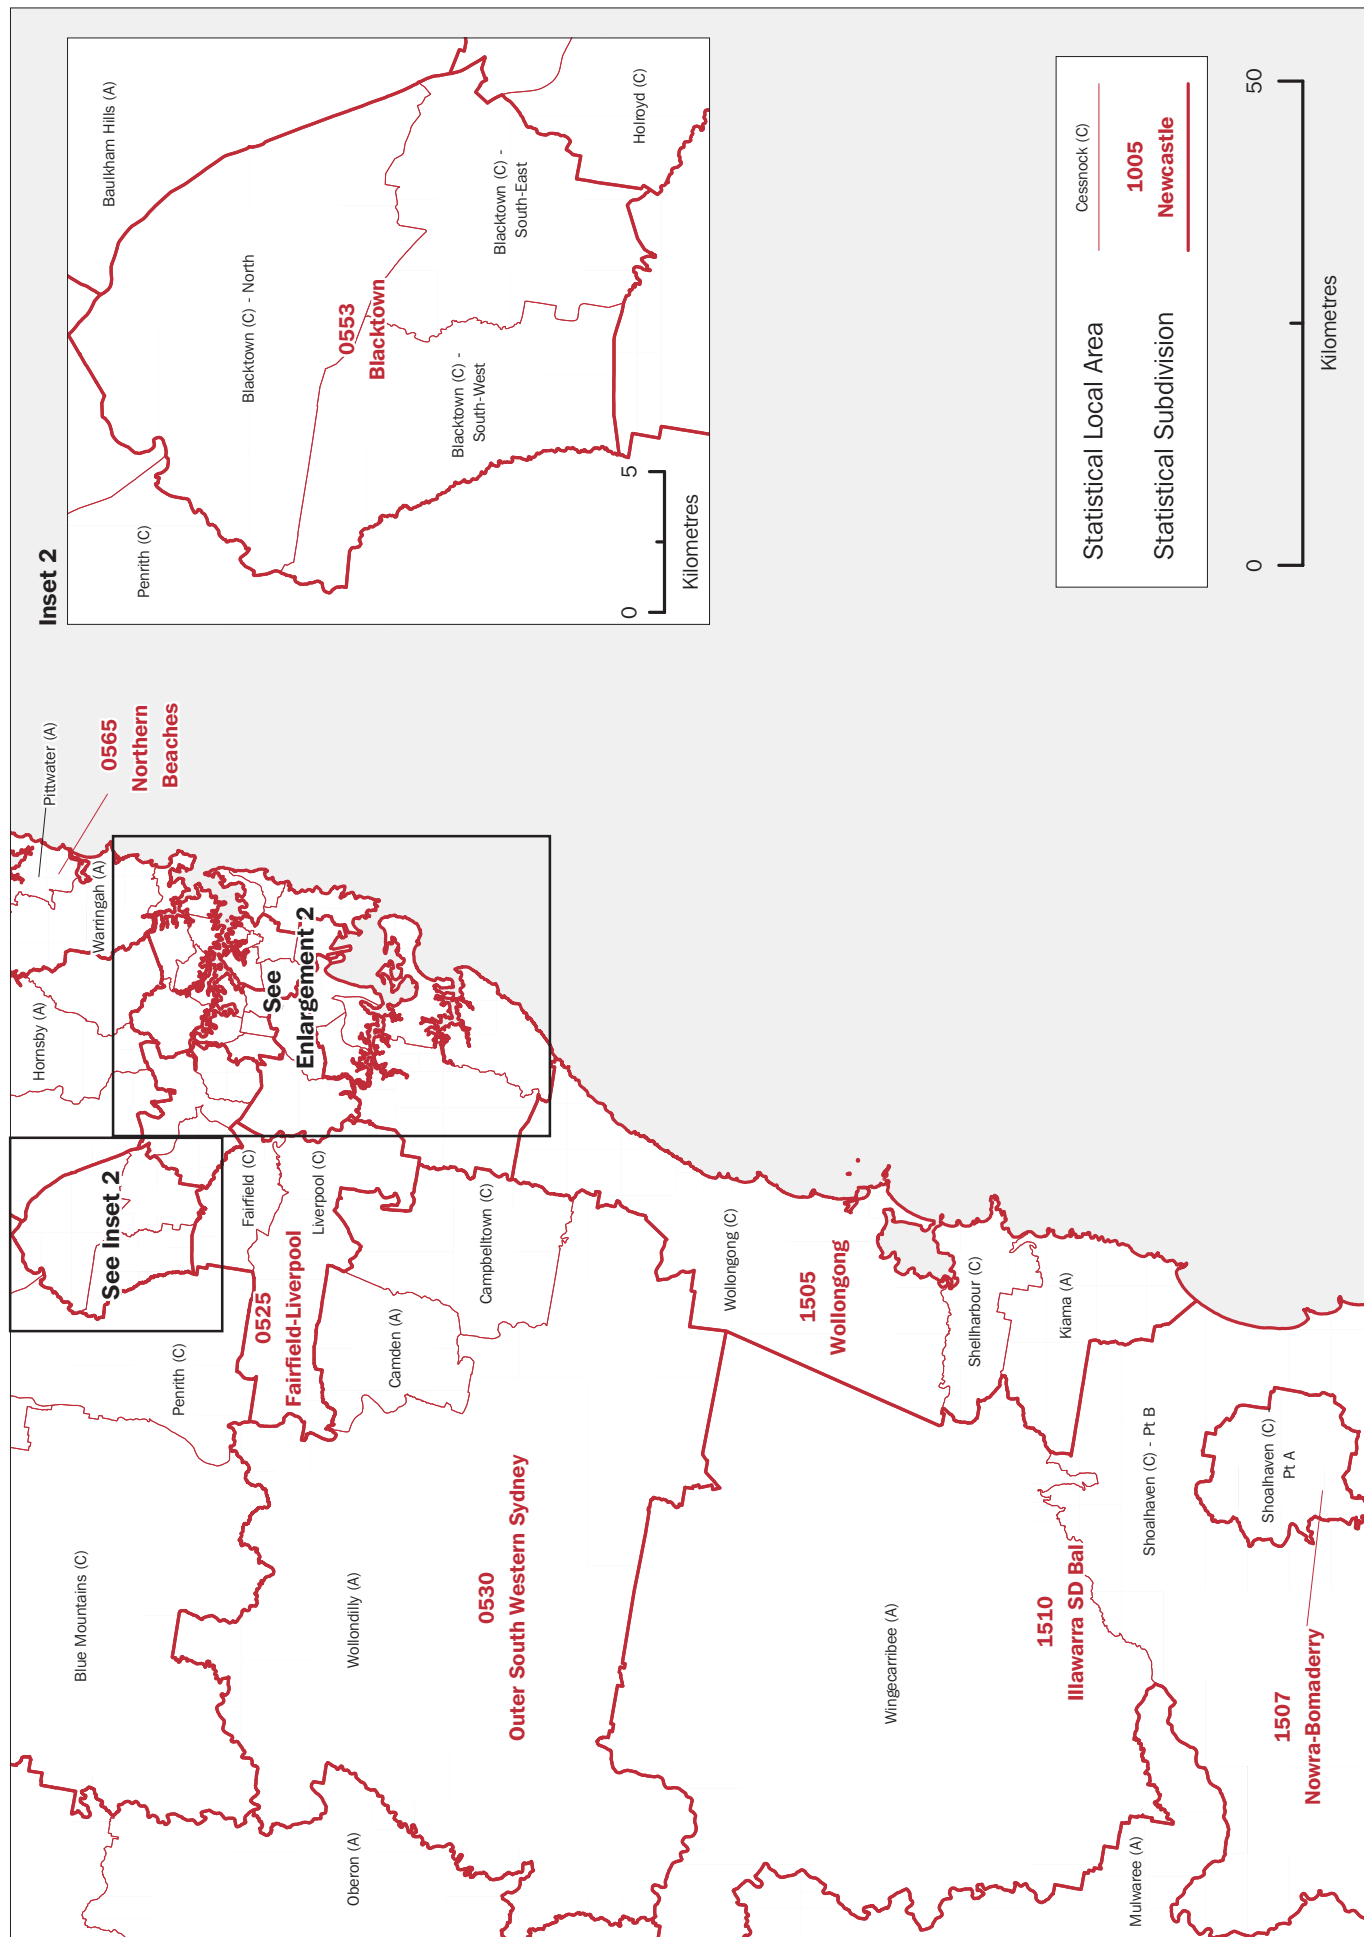 Inset 2
Baulkham Hills (A)
Penrith (C)
Blacktown (C) - North
0553
Blacktown
Blacktown (C) -
South-West
Blacktown (C) -
South-East
Holroyd (C)
0
5
Kilometres
Pittwater (A)
0565
Northern
Beaches
Warringah (A)
Hornsby (A)
See
Enlargement 2
See Inset 2
Fairfield (C)
Liverpool (C)
0525
Fairfield-Liverpool
Penrith (C)
Blue Mountains (C)
Camden (A)
Campbelltown (C)
Wollondilly (A)
0530
Outer South Western Sydney
Oberon (A)
Wollongong (C)
1505
Wollongong
Shellharbour (C)
Kiama (A)
Wingecarribee (A)
1510
Illawarra SD Bal
Shoalhaven (C) - Pt B
Shoalhaven (C)
Pt A
1507
Nowra-Bomaderry
Mulwaree (A)
Statistical Local Area
Cessnock (C)
Statistical Subdivision
1005
Newcastle
0
50
Kilometres